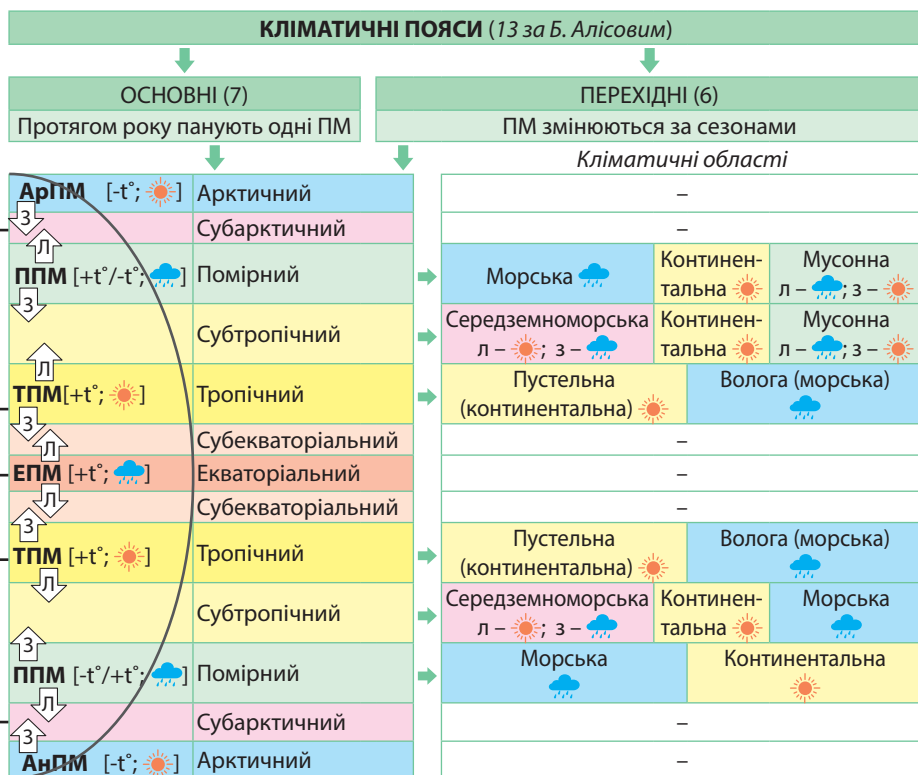 КЛІМАТИЧНІ ПОЯСИ (13 за Б. Алісовим)
ОСНОВНІ (7)
Протягом року панують одні ПМ
ПЕРЕХІДНІ (6)
ПМ змінюються за сезонами
Кліматичні області
АрПМ [-t°; ] Арктичний –
З
Субарктичний –
Л
ППМ [+t°/-t°; ] Помірний
Морська
Континен-
тальна
Мусонна
л – ; з –
З
Субтропічний
Середземноморська
л – ; з –
Континен-
тальна
Мусонна
л – ; з –
Л
ТПМ[+t°; ] Тропічний
Пустельна
(континентальна)
Волога (морська)
З
Субекваторіальний –
Л
ЕПМ [+t°; ] Екваторіальний –
Л
Субекваторіальний –
З
ТПМ [+t°; ] Тропічний
Пустельна
(континентальна)
Волога (морська)
Л
Субтропічний
Середземноморська
л – ; з –
Континен-
тальна
Морська
З
ППМ [-t°/+t°; ] Помірний
Морська
Континентальна
Л
Субарктичний –
З
АнПМ [-t°; ] Арктичний –